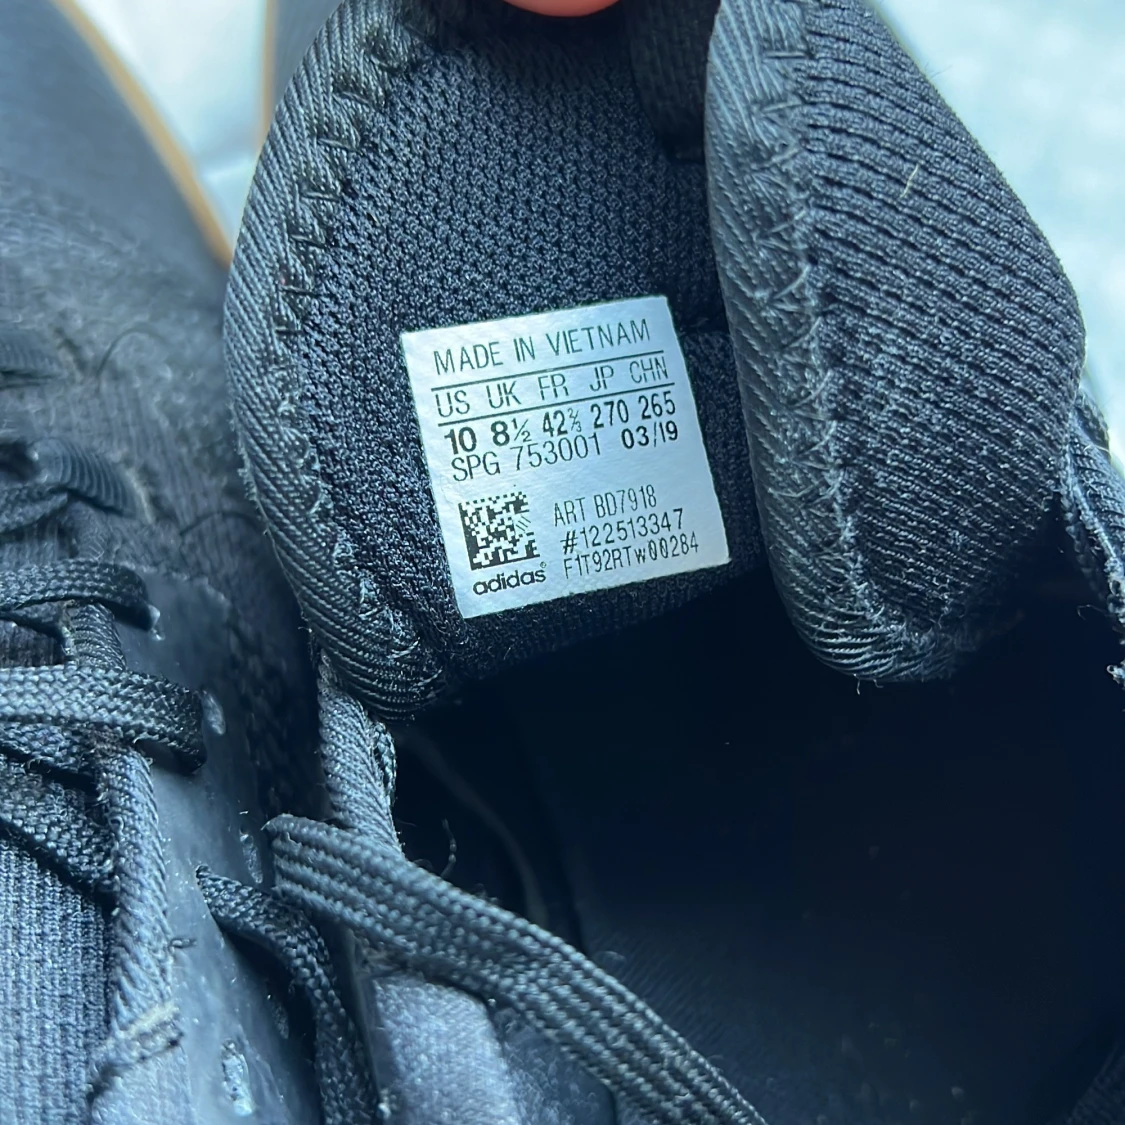 MADE IN VIETNAM
US UK FR JP CHN
10 8½ 42⅔ 270 265
SPG 753001 03/19
ART BD7918
#122513347
F1T92RTW00284
adidas